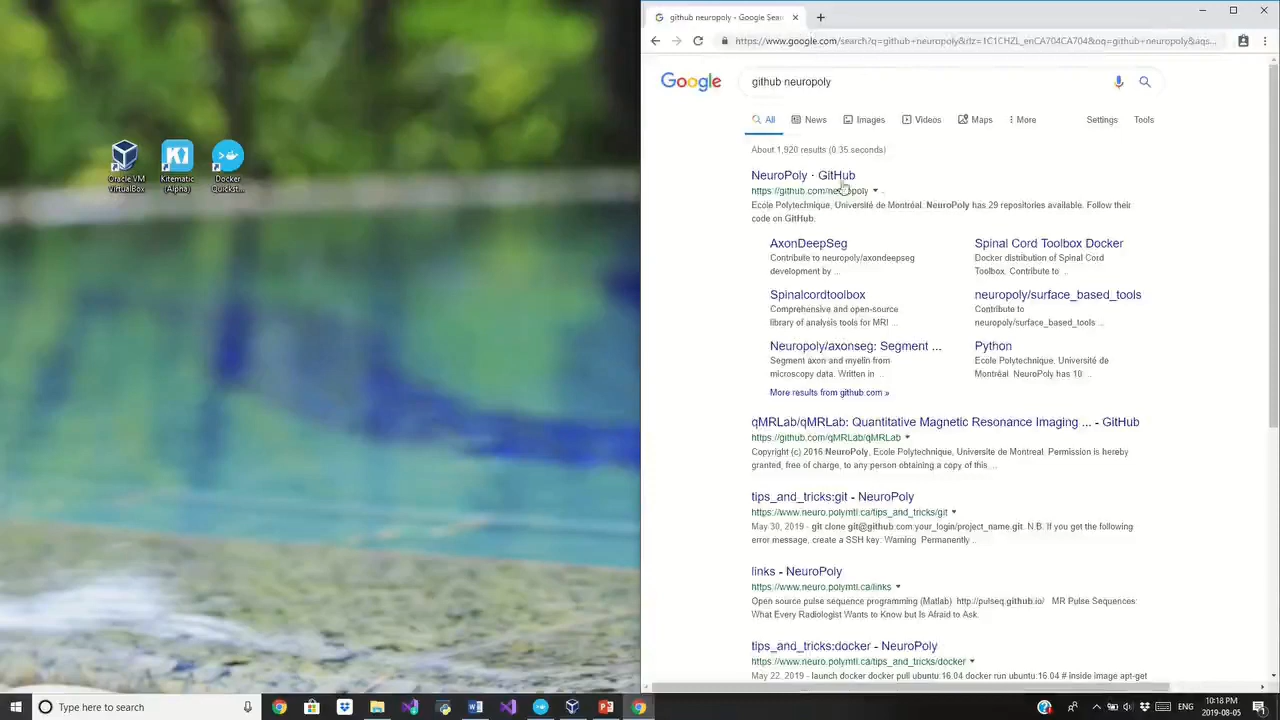 github neuropoly - Google Sear
https://www.google.com/search?q=github+neuropoly&rlz=1C1CHZL_enCA704CA704&oq=github+neuropoly&aqs...
Google
github neuropoly
All News Images Videos Maps More Settings Tools
About 1,920 results (0.35 seconds)
NeuroPoly · GitHub
https://github.com/neuropoly
Ecole Polytechnique, Université de Montréal. NeuroPoly has 29 repositories available. Follow their
code on GitHub.
AxonDeepSeg
Contribute to neuropoly/axondeepseg
development by ...
Spinal Cord Toolbox Docker
Docker distribution of Spinal Cord
Toolbox. Contribute to ...
Spinalcordtoolbox
Comprehensive and open-source
library of analysis tools for MRI ...
neuropoly/surface_based_tools
Contribute to
neuropoly/surface_based_tools ...
Neuropoly/axonseg: Segment ...
Segment axon and myelin from
microscopy data. Written in ...
Python
Ecole Polytechnique, Université de
Montréal. NeuroPoly has 10 ...
More results from github.com »
qMRLab/qMRLab: Quantitative Magnetic Resonance Imaging ... - GitHub
https://github.com/qMRLab/qMRLab
Copyright (c) 2016 NeuroPoly, Ecole Polytechnique, Universite de Montreal. Permission is hereby
granted, free of charge, to any person obtaining a copy of this ...
tips_and_tricks:git - NeuroPoly
https://www.neuro.polymtl.ca/tips_and_tricks/git
May 30, 2019 - git clone git@github.com:your_login/project_name.git. N.B. If you get the following
error message, create a SSH key: Warning: Permanently ...
links - NeuroPoly
https://www.neuro.polymtl.ca/links
Open source pulse sequence programming (Matlab) http://pulseq.github.io/ MR Pulse Sequences:
What Every Radiologist Wants to Know but Is Afraid to Ask.
tips_and_tricks:docker - NeuroPoly
https://www.neuro.polymtl.ca/tips_and_tricks/docker
May 22, 2019 - launch docker docker pull ubuntu:16.04 docker run ubuntu:16.04 # inside image apt-get
Oracle VM
VirtualBox
Kitematic
(Alpha)
Docker
Quickst...
Type here to search
ENG
10:18 PM
2019-08-05